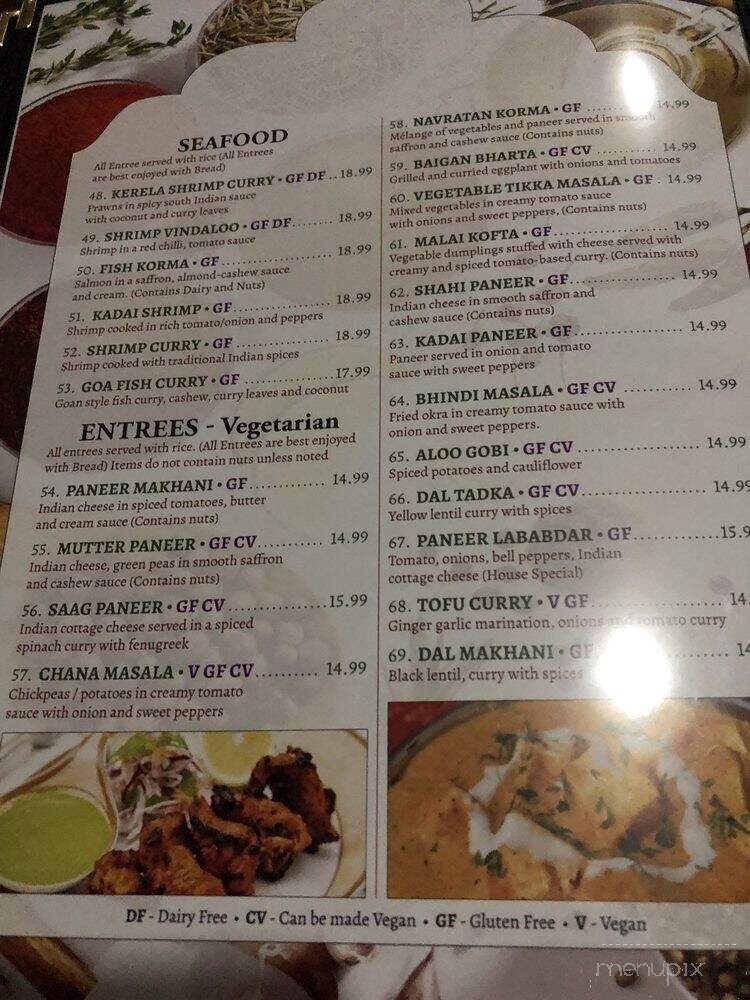 SEAFOOD
All Entree served with rice (All Entrees
are best enjoyed with Bread)
48. KERELA SHRIMP CURRY • GF DF ..18.99
Prawns in spicy south Indian sauce
with coconut and curry leaves
49. SHRIMP VINDALOO • GF DF .......... 18.99
Shrimp in a red chilli, tomato sauce
50. FISH KORMA • GF ..................... 18.99
Salmon in a saffron, almond-cashew sauce
and cream. (Contains Dairy and Nuts)
51. KADAI SHRIMP • GF .................... 18.99
Shrimp cooked in rich tomato/onion and peppers
52. SHRIMP CURRY • GF ................... 18.99
Shrimp cooked with traditional Indian spices
53. GOA FISH CURRY • GF .................17.99
Goan style fish curry, cashew, curry leaves and coconut
ENTREES - Vegetarian
All entrees served with rice. (All Entrees are best enjoyed
with Bread) Items do not contain nuts unless noted
54. PANEER MAKHANI • GF................ 14.99
Indian cheese in spiced tomatoes, butter
and cream sauce (Contains nuts)
55. MUTTER PANEER • GF CV............ 14.99
Indian cheese, green peas in smooth saffron
and cashew sauce (Contains nuts)
56. SAAG PANEER • GF CV ................15.99
Indian cottage cheese served in a spiced
spinach curry with fenugreek
57. CHANA MASALA • V GF CV.......... 14.99
Chickpeas / potatoes in creamy tomato
sauce with onion and sweet peppers
58. NAVRATAN KORMA • GF ............ 14.99
Mélange of vegetables and paneer served in smooth
saffron and cashew sauce (Contains nuts)
59. BAIGAN BHARTA • GF CV ............ 14.99
Grilled and curried eggplant with onions and tomatoes
60. VEGETABLE TIKKA MASALA • GF . 14.99
Mixed vegetables in creamy tomato sauce
with onions and sweet peppers, (Contains nuts)
61. MALAI KOFTA • GF..................... 14.99
Vegetable dumplings stuffed with cheese served with
creamy and spiced tomato-based curry. (Contains nuts)
62. SHAHI PANEER • GF................... 14.99
Indian cheese in smooth saffron and
cashew sauce (Contains nuts)
63. KADAI PANEER • GF.................. 14.99
Paneer served in onion and tomato
sauce with sweet peppers
64. BHINDI MASALA • GF CV ........... 14.99
Fried okra in creamy tomato sauce with
onion and sweet peppers.
65. ALOO GOBI • GF CV.................. 14.99
Spiced potatoes and cauliflower
66. DAL TADKA • GF CV................... 14.99
Yellow lentil curry with spices
67. PANEER LABABDAR • GF.............15.9
Tomato, onions, bell peppers, Indian
cottage cheese (House Special)
68. TOFU CURRY • V GF................... 14.
Ginger garlic marination, onions and tomato curry
69. DAL MAKHANI • GF 14
Black lentil, curry with spices
DF - Dairy Free • CV - Can be made Vegan • GF - Gluten Free • V - Vegan
menupix